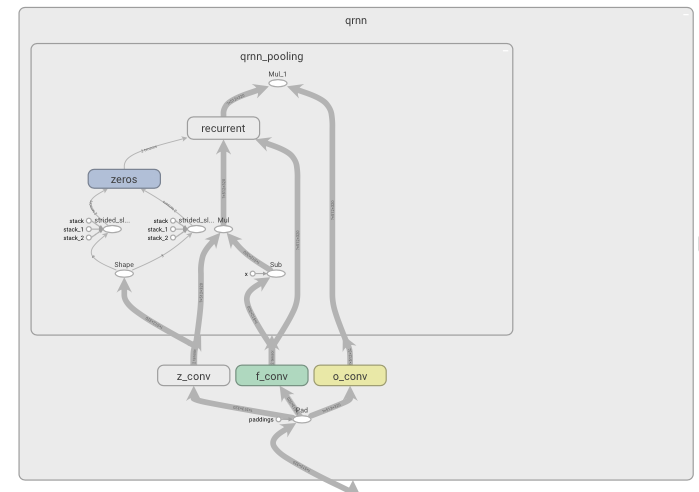 qrnn
qrnn_pooling
Mul_1
recurrent
zeros
stack strided_sl...
stack_1
stack_2
stack strided_sl...
stack_1
stack_2
Mul
Shape
Sub
x
z_conv
f_conv
o_conv
Pad
paddings